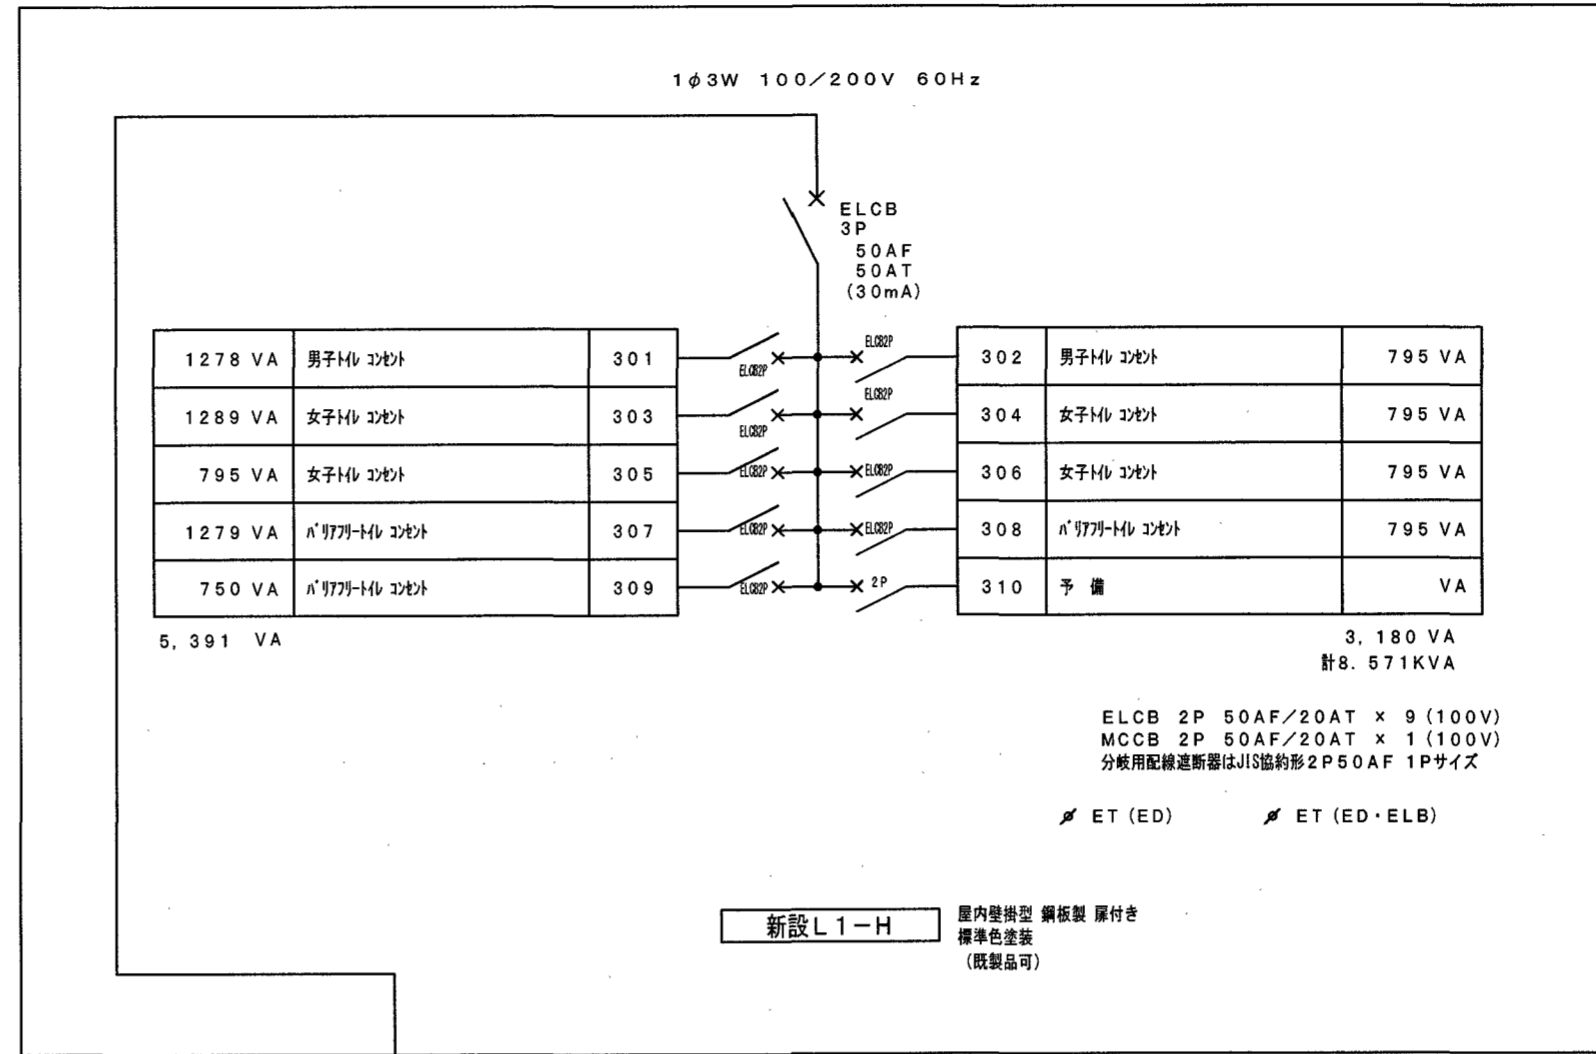 1φ3W 100/200V 60Hz
ELCB
3P
50AF
50AT
(30mA)
1278 VA 男子トイレ コンセント 301 ELCB2P ELCB2P 302 男子トイレ コンセント 795 VA
1289 VA 女子トイレ コンセント 303 ELCB2P ELCB2P 304 女子トイレ コンセント 795 VA
795 VA 女子トイレ コンセント 305 ELCB2P ELCB2P 306 女子トイレ コンセント 795 VA
1279 VA バリアフリートイレ コンセント 307 ELCB2P ELCB2P 308 バリアフリートイレ コンセント 795 VA
750 VA バリアフリートイレ コンセント 309 ELCB2P 2P 310 予 備 VA
5,391 VA
3,180 VA
計8.571KVA
ELCB 2P 50AF/20AT × 9(100V)
MCCB 2P 50AF/20AT × 1(100V)
分岐用配線遮断器はJIS協約形2P50AF 1Pサイズ
ET(ED) ET(ED・ELB)
新設L1-H
屋内壁掛型 鋼板製 扉付き
標準色塗装
(既製品可)